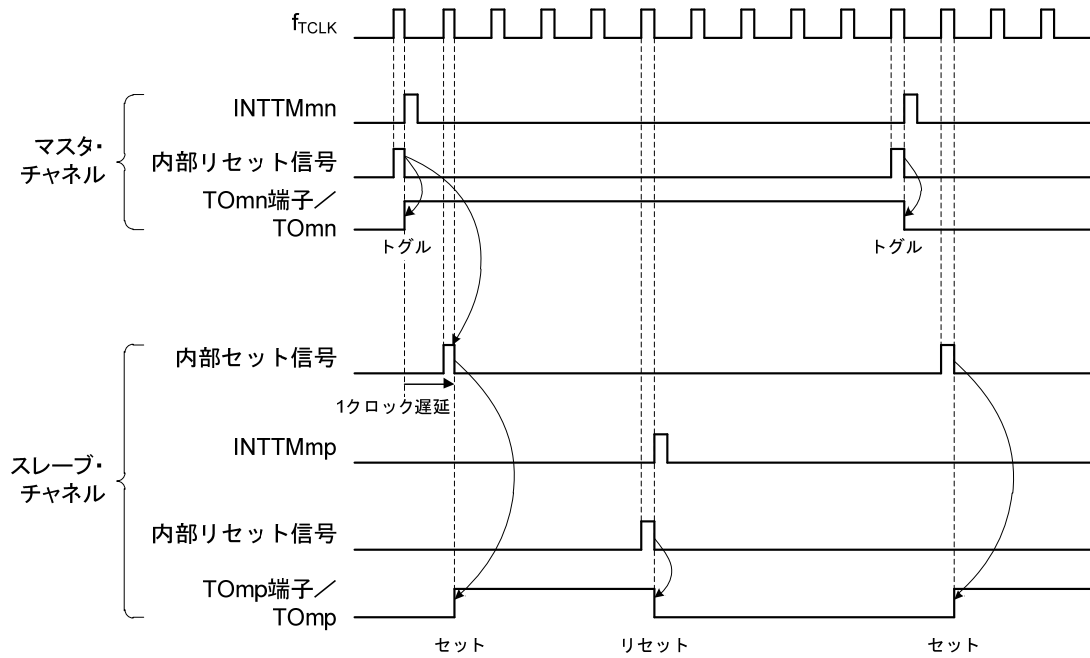 fTCLK
INTTMmn
マスタ・
チャネル
内部リセット信号
TOmn端子／
TOmn
トグル
トグル
内部セット信号
1クロック遅延
INTTMmp
スレーブ・
チャネル
内部リセット信号
TOmp端子／
TOmp
セット
リセット
セット